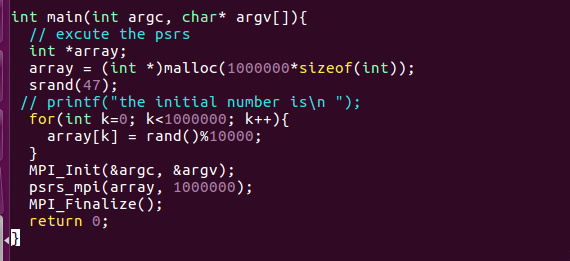 int main(int argc, char* argv[]){
  // excute the psrs
  int *array;
  array = (int *)malloc(1000000*sizeof(int));
  srand(47);
 // printf("the initial number is\n ");
  for(int k=0; k<1000000; k++){
    array[k] = rand()%10000;
  }
  MPI_Init(&argc, &argv);
  psrs_mpi(array, 1000000);
  MPI_Finalize();
  return 0;
}